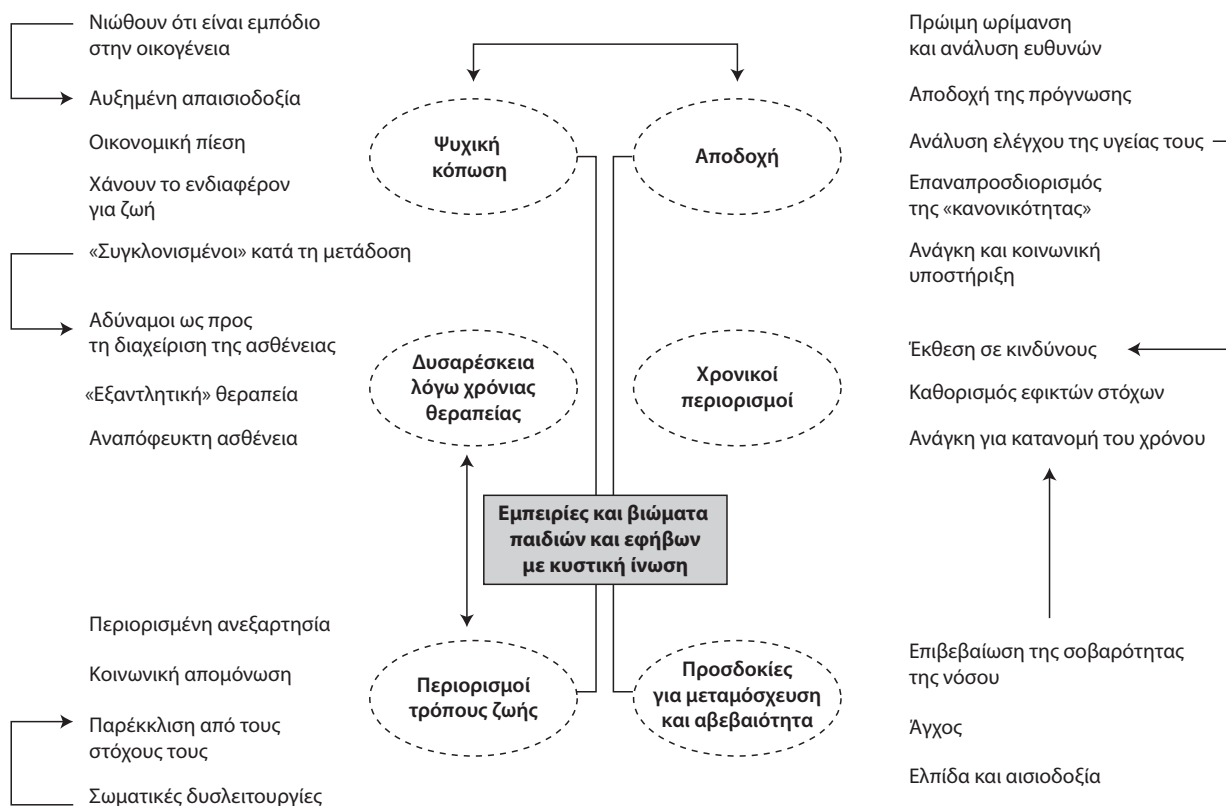 Νιώθουν ότι είναι εμπόδιο
στην οικογένεια
Αυξημένη απαισιοδοξία
Οικονομική πίεση
Χάνουν το ενδιαφέρον
για ζωή
«Συγκλονισμένοι» κατά τη μετάδοση
Αδύναμοι ως προς
τη διαχείριση της ασθένειας
«Εξαντλητική» θεραπεία
Αναπόφευκτη ασθένεια
Περιορισμένη ανεξαρτησία
Κοινωνική απομόνωση
Παρέκκλιση από τους
στόχους τους
Σωματικές δυσλειτουργίες
Ψυχική
κόπωση
Αποδοχή
Δυσαρέσκεια
λόγω χρόνιας
θεραπείας
Χρονικοί
περιορισμοί
Εμπειρίες και βιώματα
παιδιών και εφήβων
με κυστική ίνωση
Περιορισμοί
τρόπους ζωής
Προσδοκίες
για μεταμόσχευση
και αβεβαιότητα
Πρώιμη ωρίμανση
και ανάλυση ευθυνών
Αποδοχή της πρόγνωσης
Ανάλυση ελέγχου της υγείας τους
Επαναπροσδιορισμός
της «κανονικότητας»
Ανάγκη και κοινωνική
υποστήριξη
Έκθεση σε κινδύνους
Καθορισμός εφικτών στόχων
Ανάγκη για κατανομή του χρόνου
Επιβεβαίωση της σοβαρότητας
της νόσου
Άγχος
Ελπίδα και αισιοδοξία